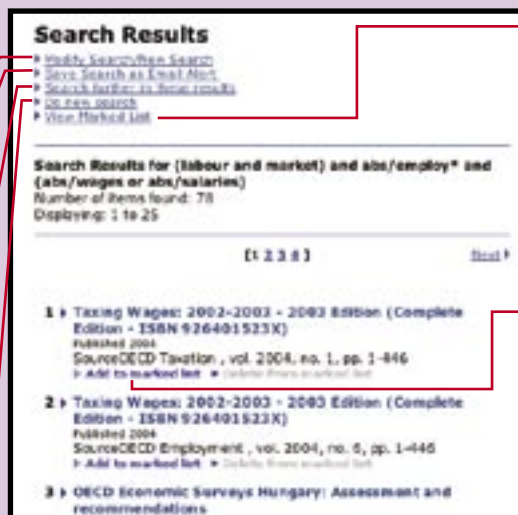 Search Results
Modify Search/New Search
Save Search as Email Alert
Search further in these results
Do new search
View Marked List
Search Results for (labour and market) and abs/employ* and
(abs/wages or abs/salaries)
Number of items found: 78
Displaying: 1 to 25
[1 2 3 4] Next
1 Taxing Wages: 2002-2003 - 2003 Edition (Complete
Edition - ISBN 926401523X)
Published 2004
SourceOECD Taxation , vol. 2004, no. 1, pp. 1-446
Add to marked list Delete from marked list
2 Taxing Wages: 2002-2003 - 2003 Edition (Complete
Edition - ISBN 926401523X)
Published 2004
SourceOECD Employment , vol. 2004, no. 6, pp. 1-446
Add to marked list Delete from marked list
3 OECD Economic Surveys Hungary: Assessment and
recommendations